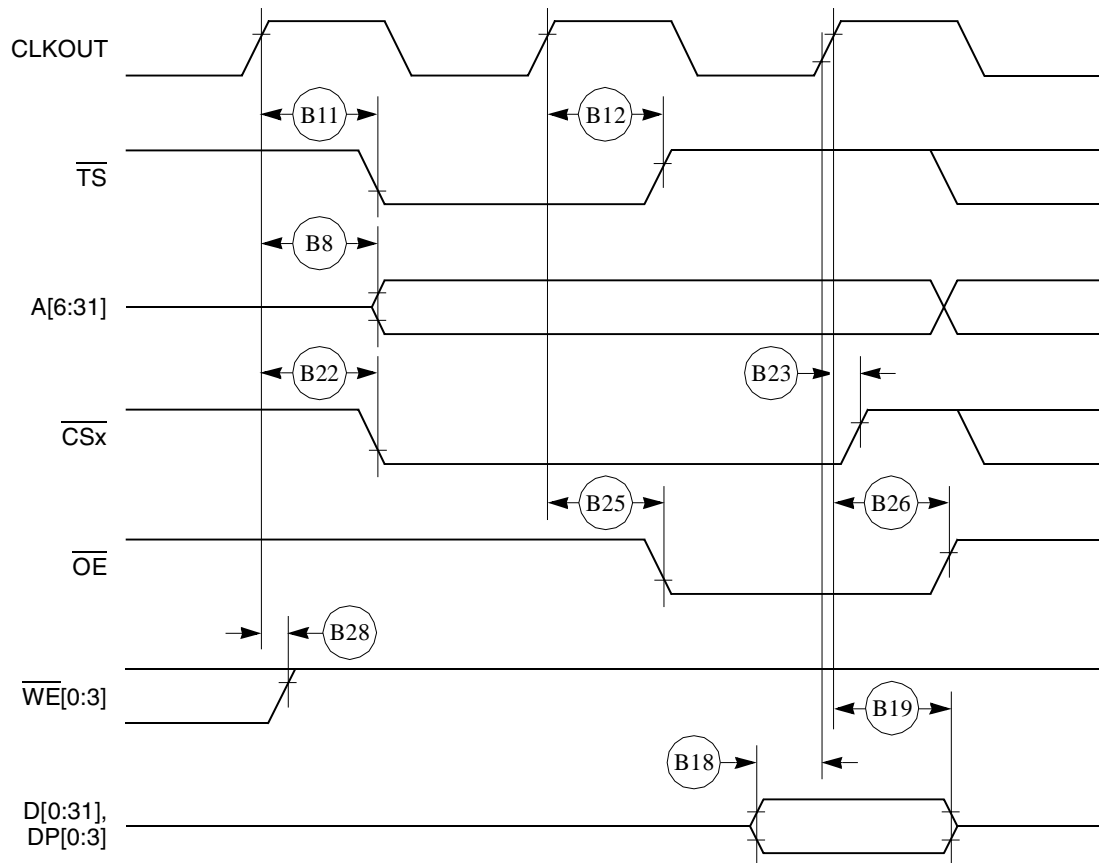 CLKOUT
B11
B12
TS
B8
A[6:31]
B22
B23
CSx
B25
B26
OE
B28
WE[0:3]
B19
B18
D[0:31],
DP[0:3]